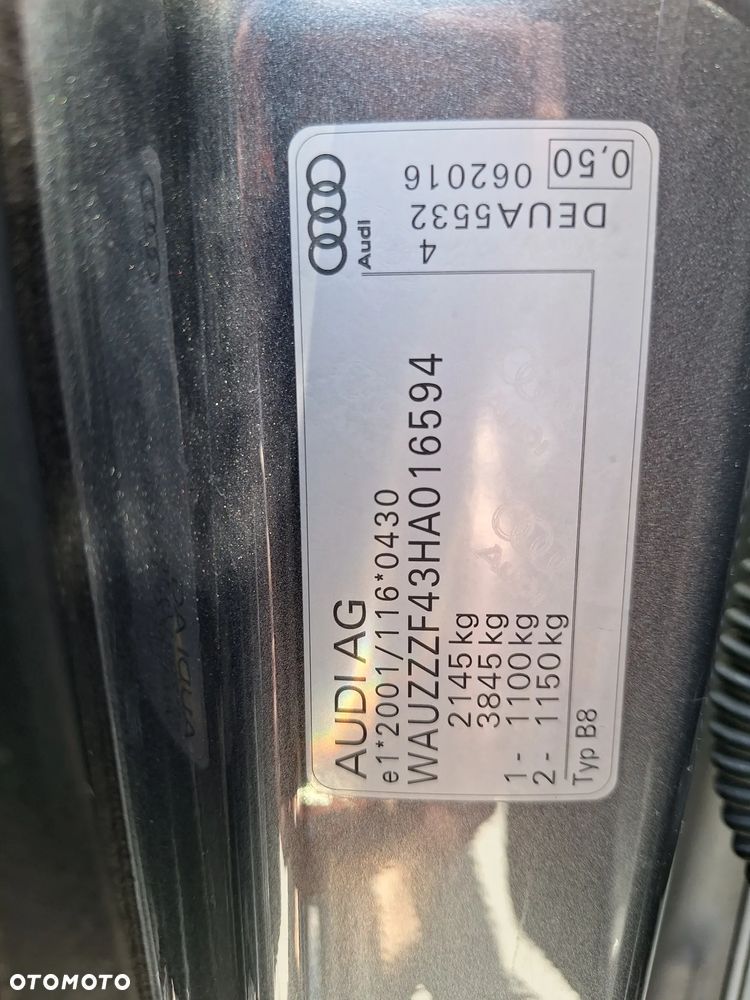 AUDI AG
e1*2001/116*0430
WAUZZZF43HA016594
2145 kg
3845 kg
1 - 1100 kg
2 - 1150 kg
Typ B8
Audi
4
DEUA5532
062016
0,50
OTOMOTO